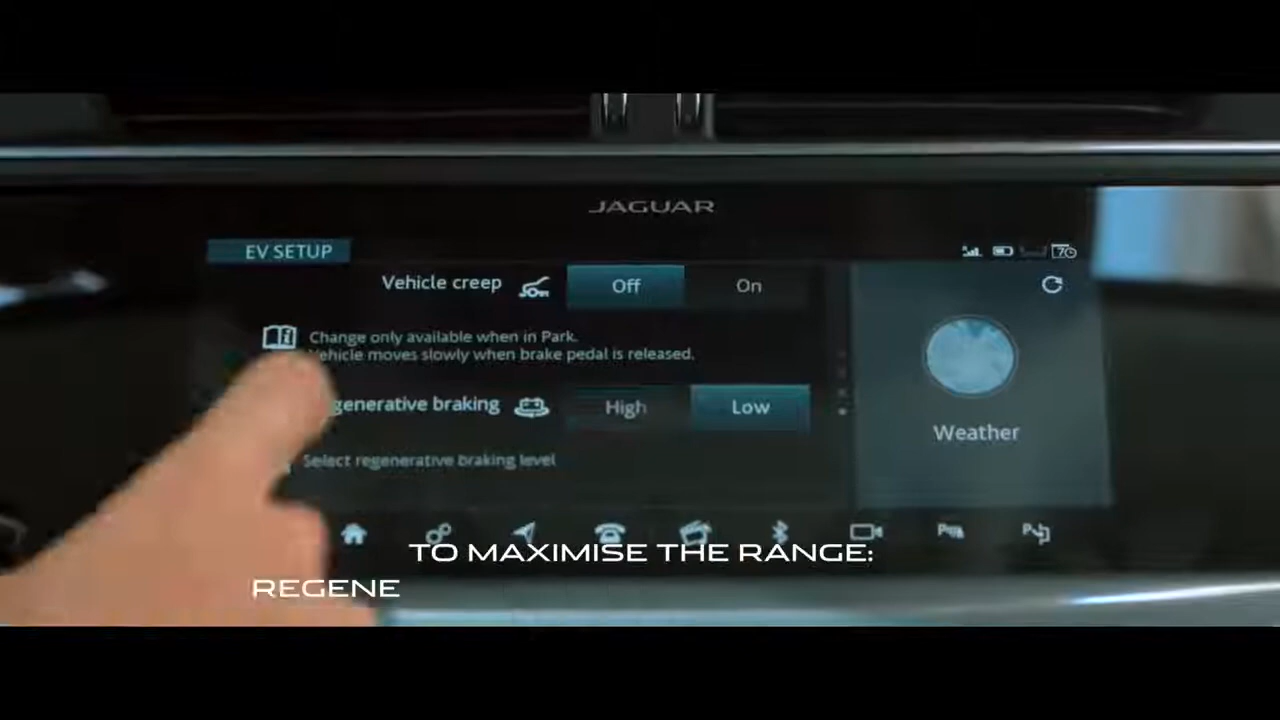 JAGUAR
EV SETUP
Vehicle creep Off On
Change only available when in Park.
Vehicle moves slowly when brake pedal is released.
generative braking High Low
Select regenerative braking level
Weather
TO MAXIMISE THE RANGE:
REGENE